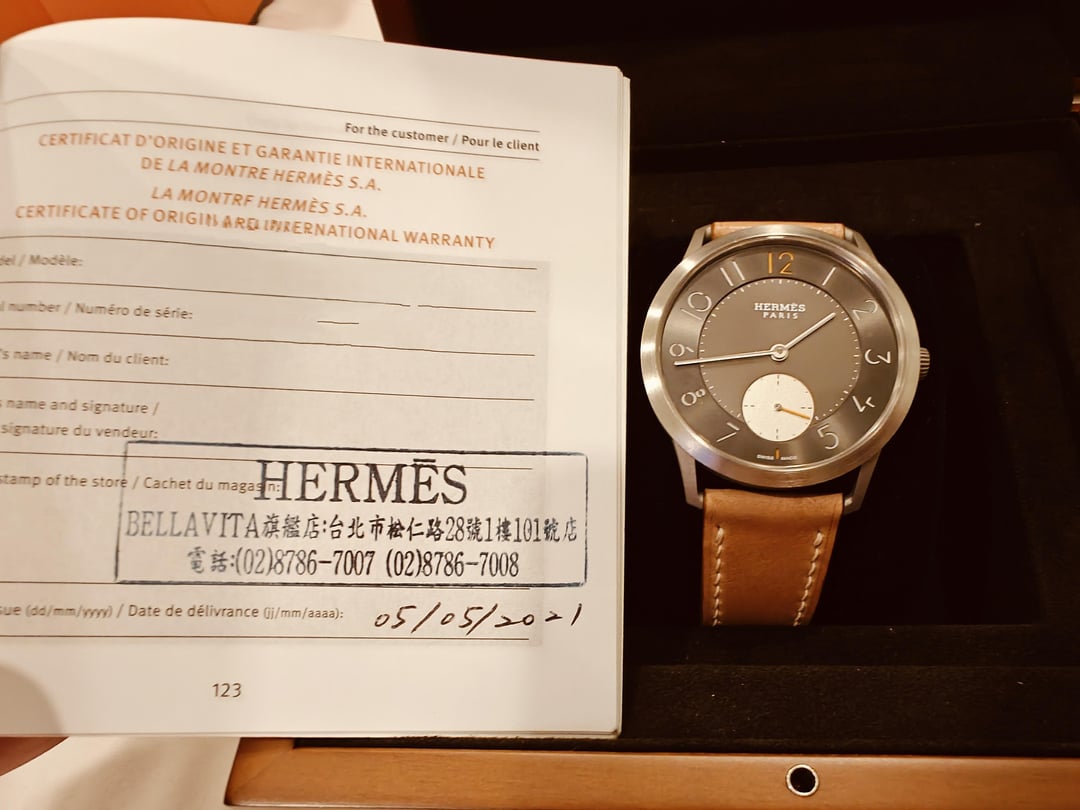 For the customer / Pour le client
CERTIFICAT D'ORIGINE ET GARANTIE INTERNATIONALE
DE LA MONTRE HERMÈS S.A.
LA MONTRE HERMÈS S.A.
CERTIFICATE OF ORIGIN AND INTERNATIONAL WARRANTY
del / Modèle:
l number / Numéro de série:
's name / Nom du client:
s name and signature /
signature du vendeur:
stamp of the store / Cachet du magasin:
HERMĒS
BELLAVITA旗艦店:台北市松仁路28號1樓101號店
電話:(02)8786-7007 (02)8786-7008
sue (dd/mm/yyyy) / Date de délivrance (jj/mm/aaaa): 05/05/2021
123
12
11
10
9
8
7
5
4
3
2
HERMÈS
PARIS
SWISS MADE